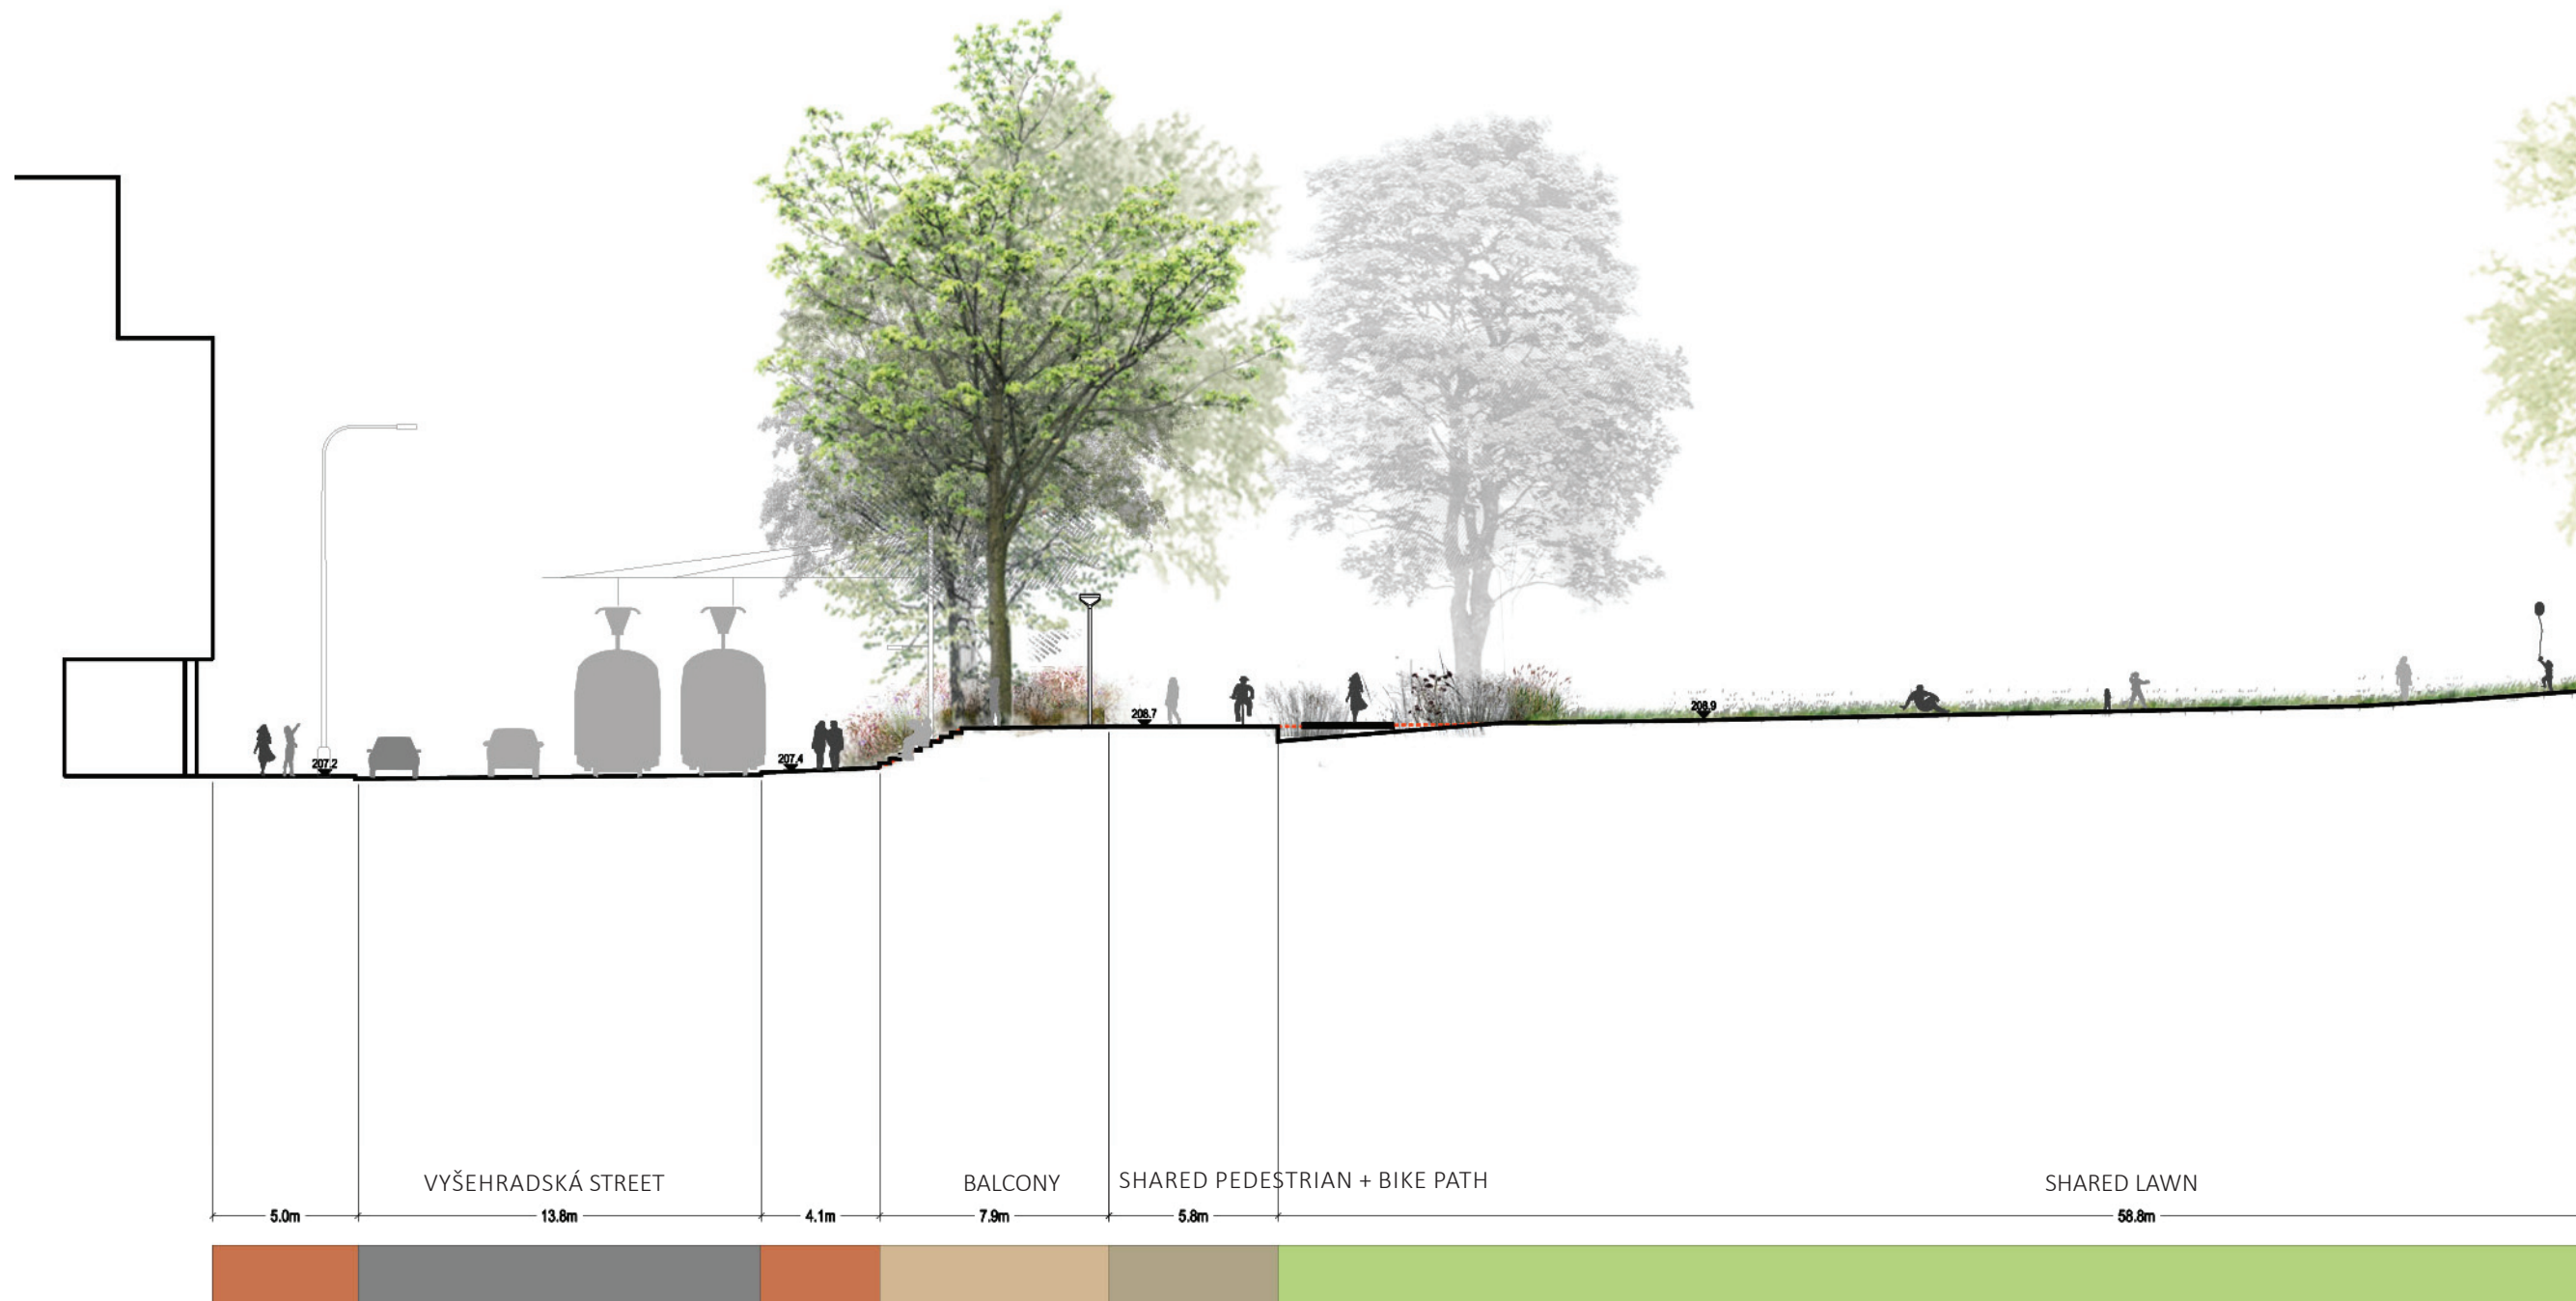 207.2
207.4
208.7
208.9
VYŠEHRADSKÁ STREET
BALCONY
SHARED PEDESTRIAN + BIKE PATH
SHARED LAWN
5.0m
13.8m
4.1m
7.9m
5.8m
58.8m